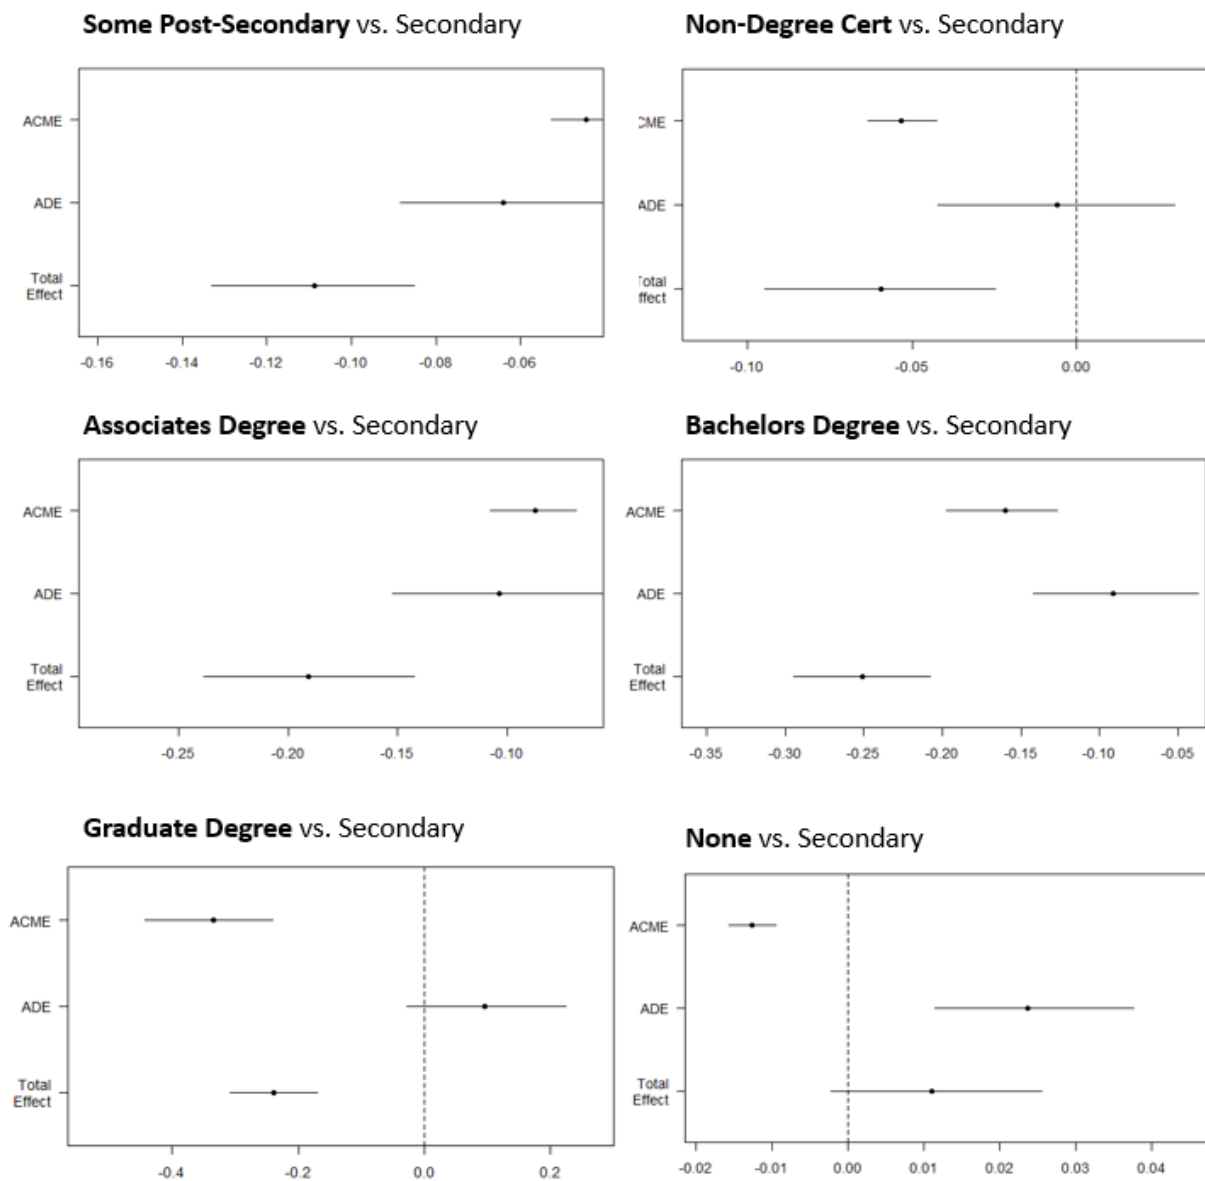 Some Post-Secondary vs. Secondary
ACME
ADE
Total
Effect
-0.16 -0.14 -0.12 -0.10 -0.08 -0.06
Non-Degree Cert vs. Secondary
CME
ADE
Total
ffect
-0.10 -0.05 0.00
Associates Degree vs. Secondary
ACME
ADE
Total
Effect
-0.25 -0.20 -0.15 -0.10
Bachelors Degree vs. Secondary
ACME
ADE
Total
Effect
-0.35 -0.30 -0.25 -0.20 -0.15 -0.10 -0.05
Graduate Degree vs. Secondary
ACME
ADE
Total
Effect
-0.4 -0.2 0.0 0.2
None vs. Secondary
ACME
ADE
Total
Effect
-0.02 -0.01 0.00 0.01 0.02 0.03 0.04